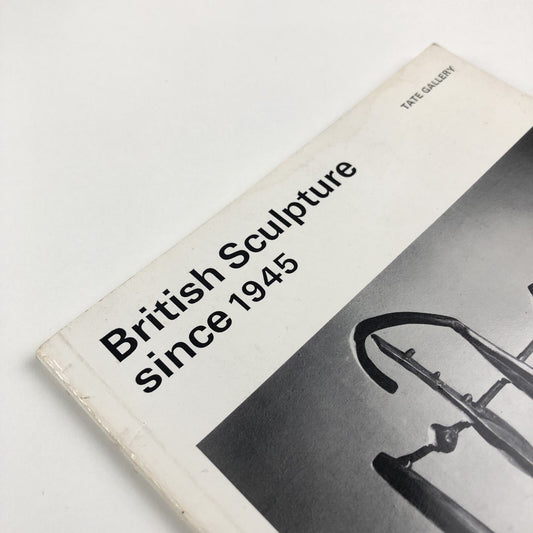 TATE GALLERY
British Sculpture
since 1945